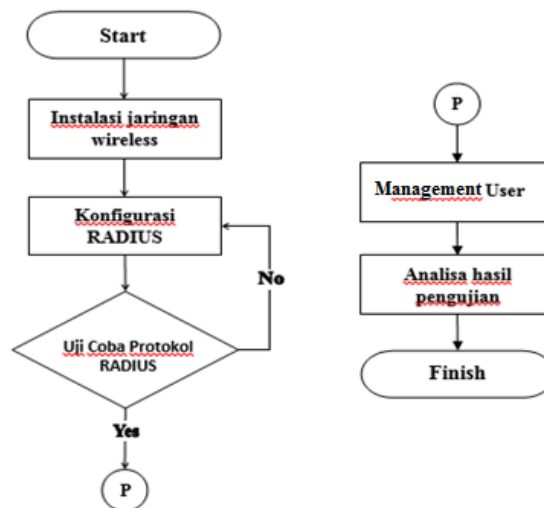 Start
Instalasi jaringan
wireless
Konfigurasi
RADIUS
No
Uji Coba Protokol
RADIUS
Yes
P
P
Management User
Analisa hasil
pengujian
Finish